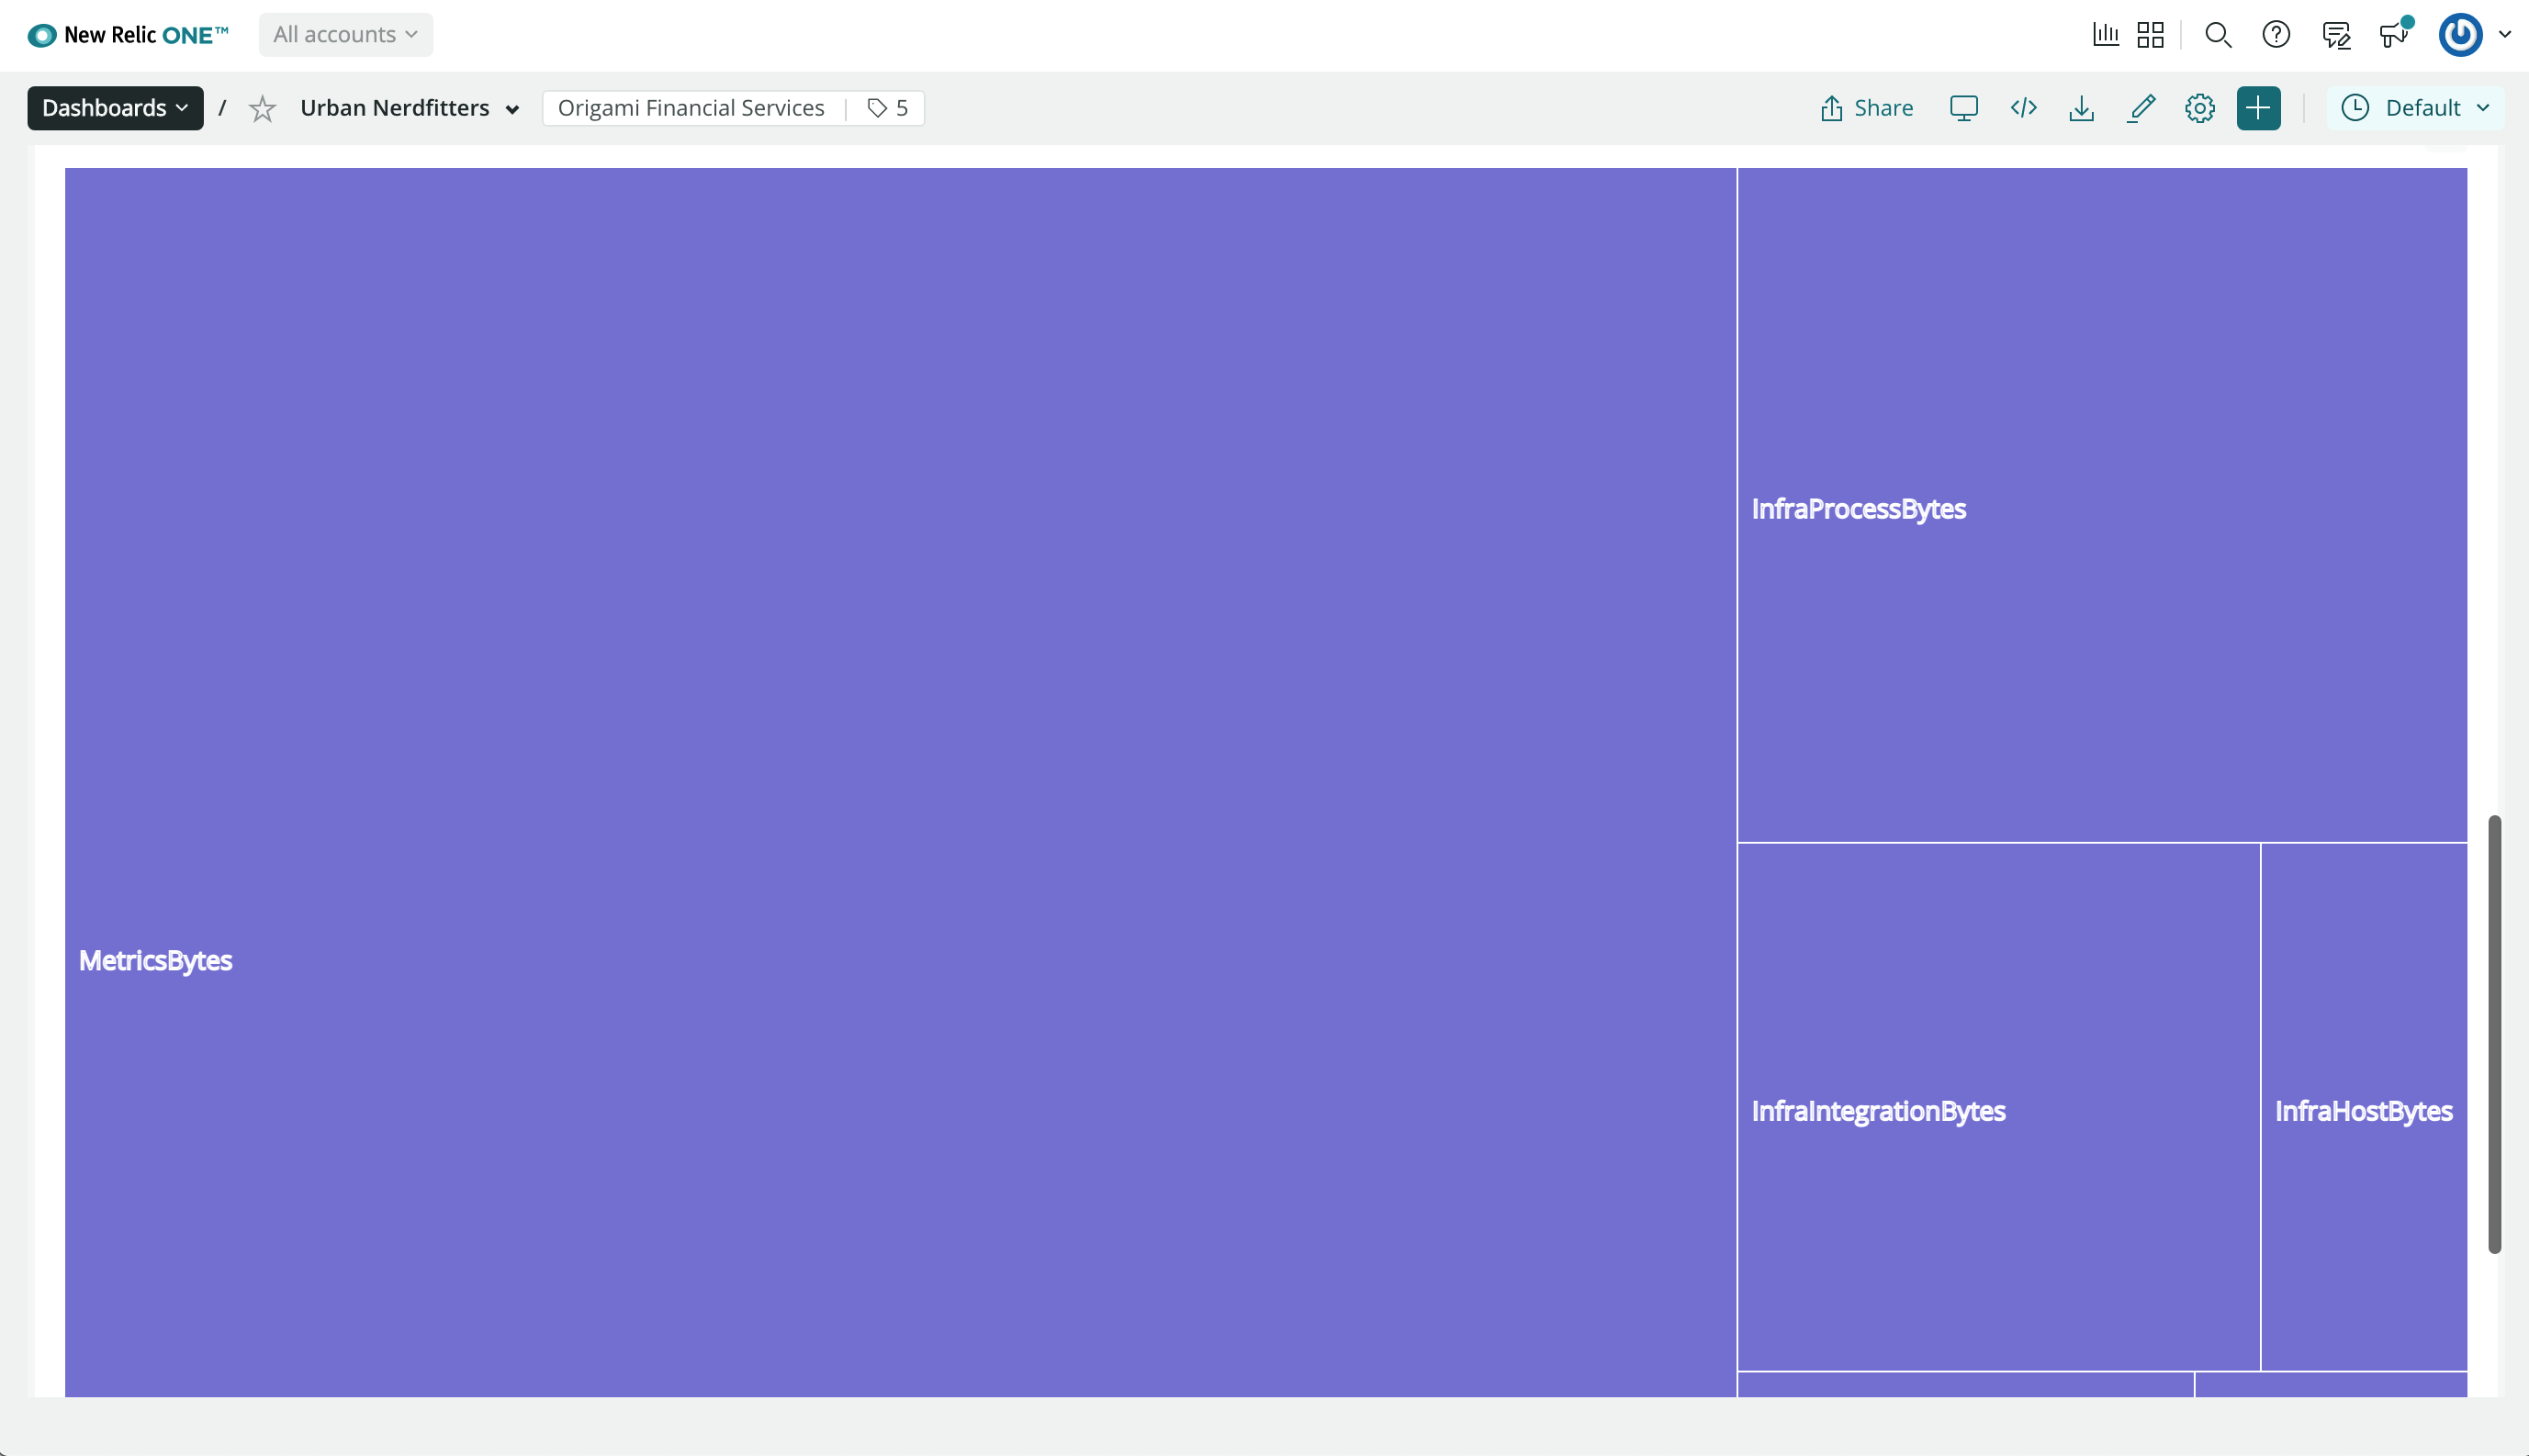 New Relic ONE™ All accounts
Dashboards / Urban Nerdfitters Origami Financial Services 5 Share </> Default
InfraProcessBytes
MetricsBytes
InfraIntegrationBytes InfraHostBytes